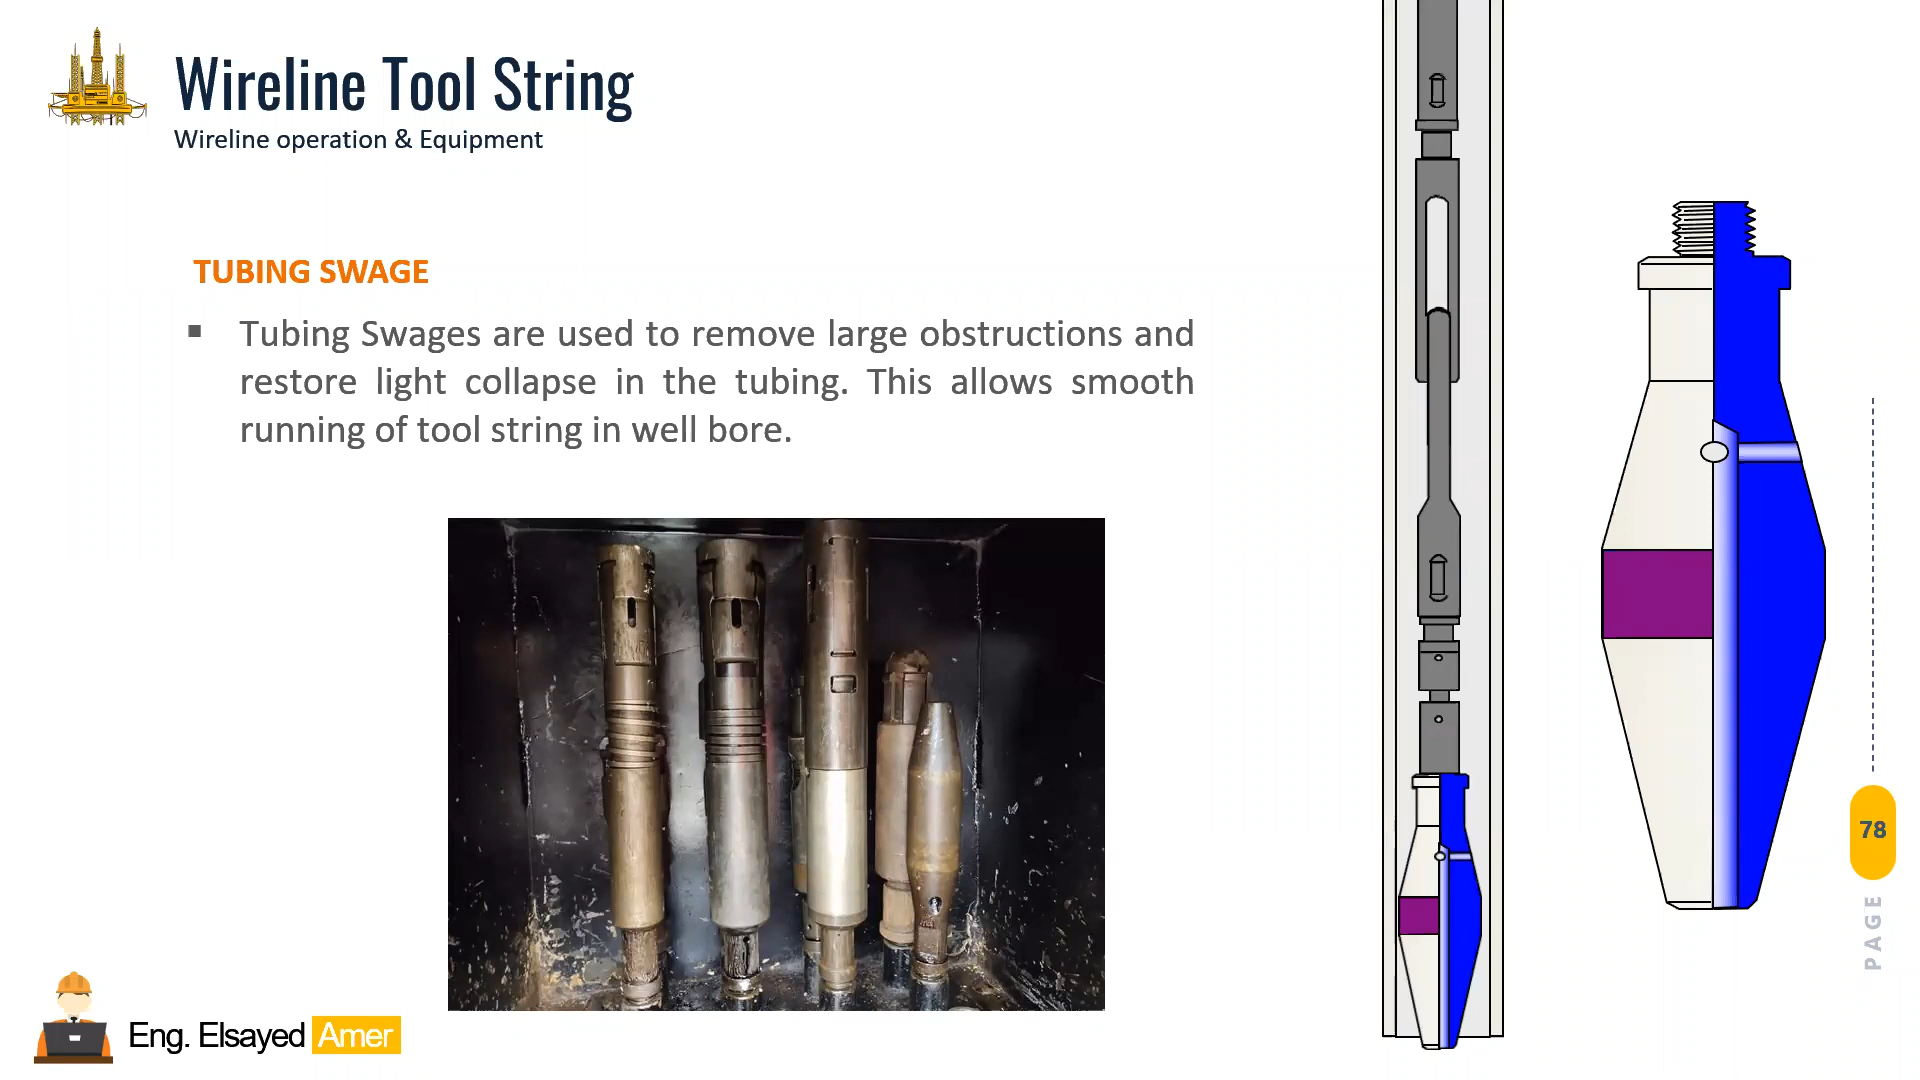 Wireline Tool String
Wireline operation & Equipment
TUBING SWAGE
▪ Tubing Swages are used to remove large obstructions and
restore light collapse in the tubing. This allows smooth
running of tool string in well bore.
78
PAGE
Eng. Elsayed Amer